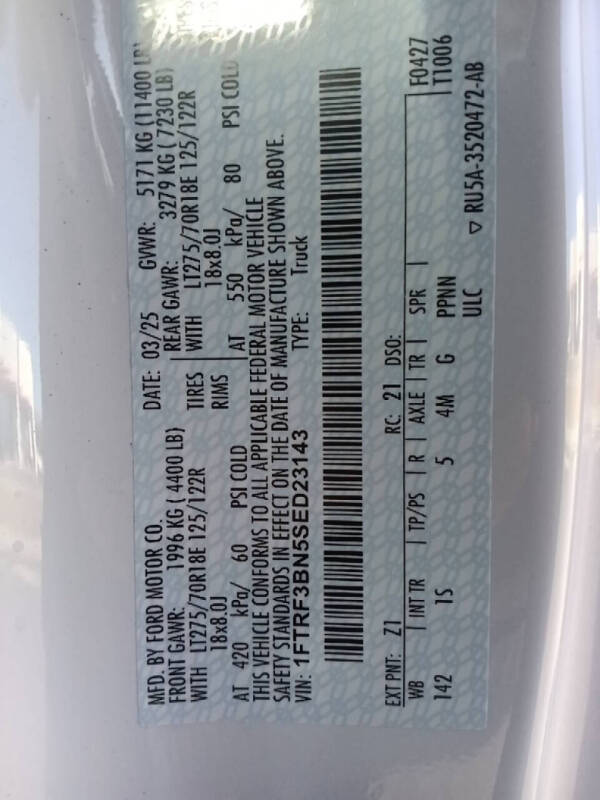 MFD. BY FORD MOTOR CO. DATE: 03/25 GVWR: 5171 KG (11400 LB)
FRONT GAWR: 1996 KG ( 4400 LB) REAR GAWR: 3279 KG ( 7230 LB)
WITH LT275/70R18E 125/122R TIRES WITH LT275/70R18E 125/122R
18x8.0J RIMS 18x8.0J
AT 420 kPa/ 60 PSI COLD AT 550 kPa/ 80 PSI COLD
THIS VEHICLE CONFORMS TO ALL APPLICABLE FEDERAL MOTOR VEHICLE
SAFETY STANDARDS IN EFFECT ON THE DATE OF MANUFACTURE SHOWN ABOVE.
VIN: 1FTRF3BN5SED23143 TYPE: Truck
F0427
T1006
EXT PNT: Z1 RC: 21 DSO:
WB INT TR TP/PS R AXLE TR SPR
142 1S 5 4M G PPNN
ULC ▽ RU5A-3520472-AB